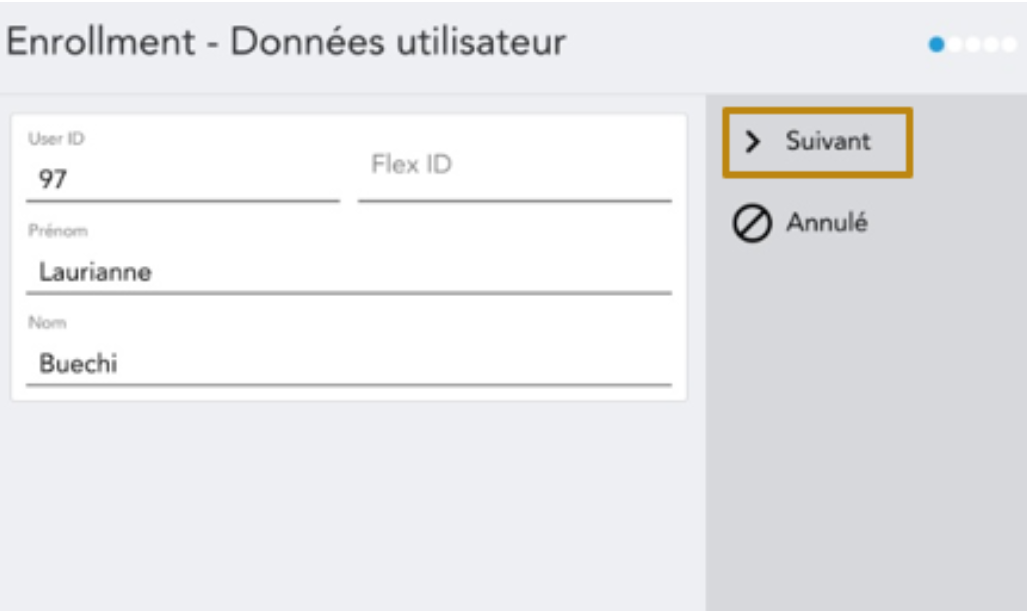 Enrollment - Données utilisateur
User ID
97
Flex ID
Prénom
Laurianne
Nom
Buechi
Suivant
Annulé